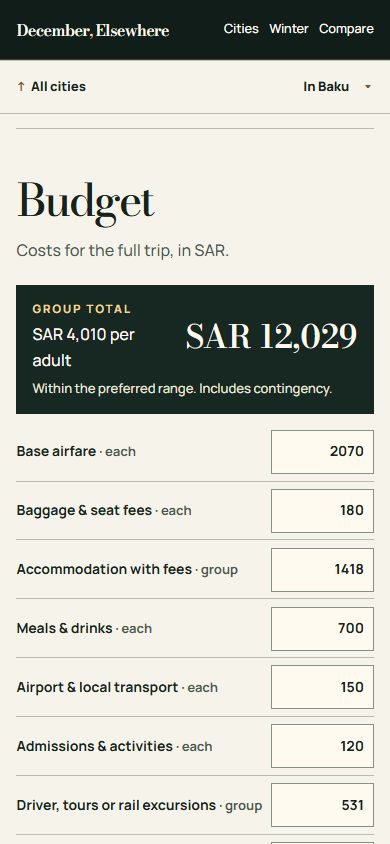 December, Elsewhere
Cities Winter Compare
↑ All cities
In Baku
Budget
Costs for the full trip, in SAR.
GROUP TOTAL
SAR 4,010 per
adult
SAR 12,029
Within the preferred range. Includes contingency.
Base airfare · each 2070
Baggage & seat fees · each 180
Accommodation with fees · group 1418
Meals & drinks · each 700
Airport & local transport · each 150
Admissions & activities · each 120
Driver, tours or rail excursions · group 531